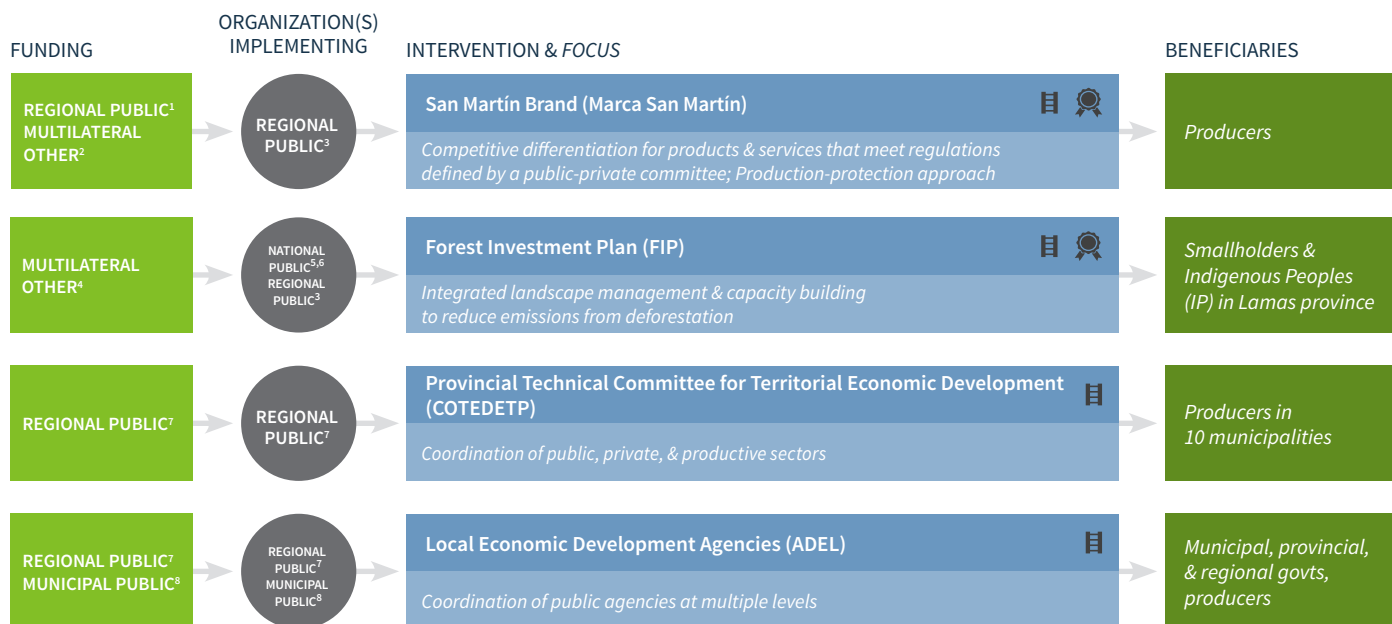 FUNDING
ORGANIZATION(S)
IMPLEMENTING
INTERVENTION & FOCUS
BENEFICIARIES
REGIONAL PUBLIC¹
MULTILATERAL
OTHER²
REGIONAL
PUBLIC³
San Martín Brand (Marca San Martín)
Competitive differentiation for products & services that meet regulations
defined by a public-private committee; Production-protection approach
Producers
MULTILATERAL
OTHER⁴
NATIONAL
PUBLIC⁵,⁶
REGIONAL
PUBLIC³
Forest Investment Plan (FIP)
Integrated landscape management & capacity building
to reduce emissions from deforestation
Smallholders &
Indigenous Peoples
(IP) in Lamas province
REGIONAL PUBLIC⁷
REGIONAL
PUBLIC⁷
Provincial Technical Committee for Territorial Economic Development
(COTEDETP)
Coordination of public, private, & productive sectors
Producers in
10 municipalities
REGIONAL PUBLIC⁷
MUNICIPAL PUBLIC⁸
REGIONAL
PUBLIC⁷
MUNICIPAL
PUBLIC⁸
Local Economic Development Agencies (ADEL)
Coordination of public agencies at multiple levels
Municipal, provincial,
& regional govts,
producers